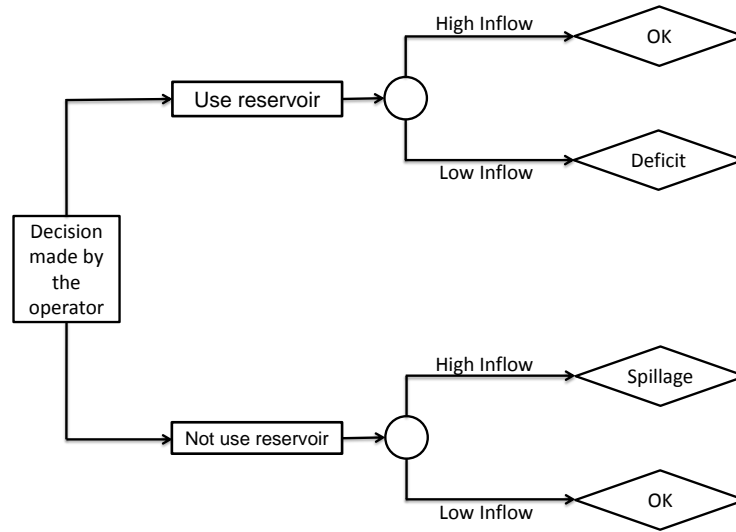 High Inflow
OK
Use reservoir
Low Inflow
Deficit
Decision
made by
the
operator
High Inflow
Spillage
Not use reservoir
Low Inflow
OK